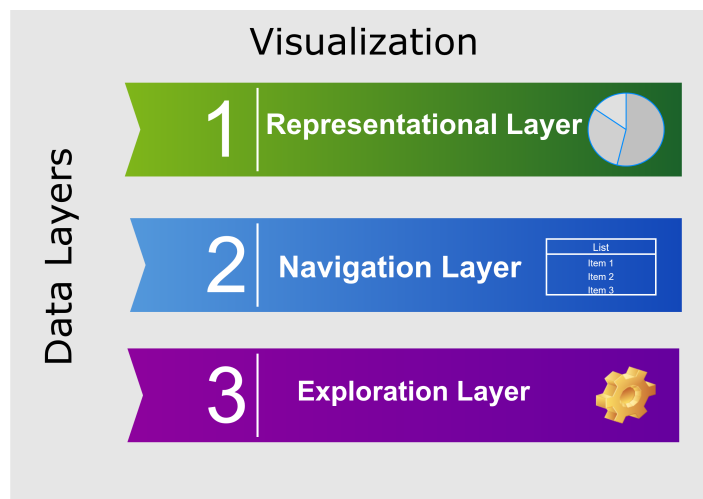 Visualization
Data Layers
1
Representational Layer
2
Navigation Layer
List
Item 1
Item 2
Item 3
3
Exploration Layer